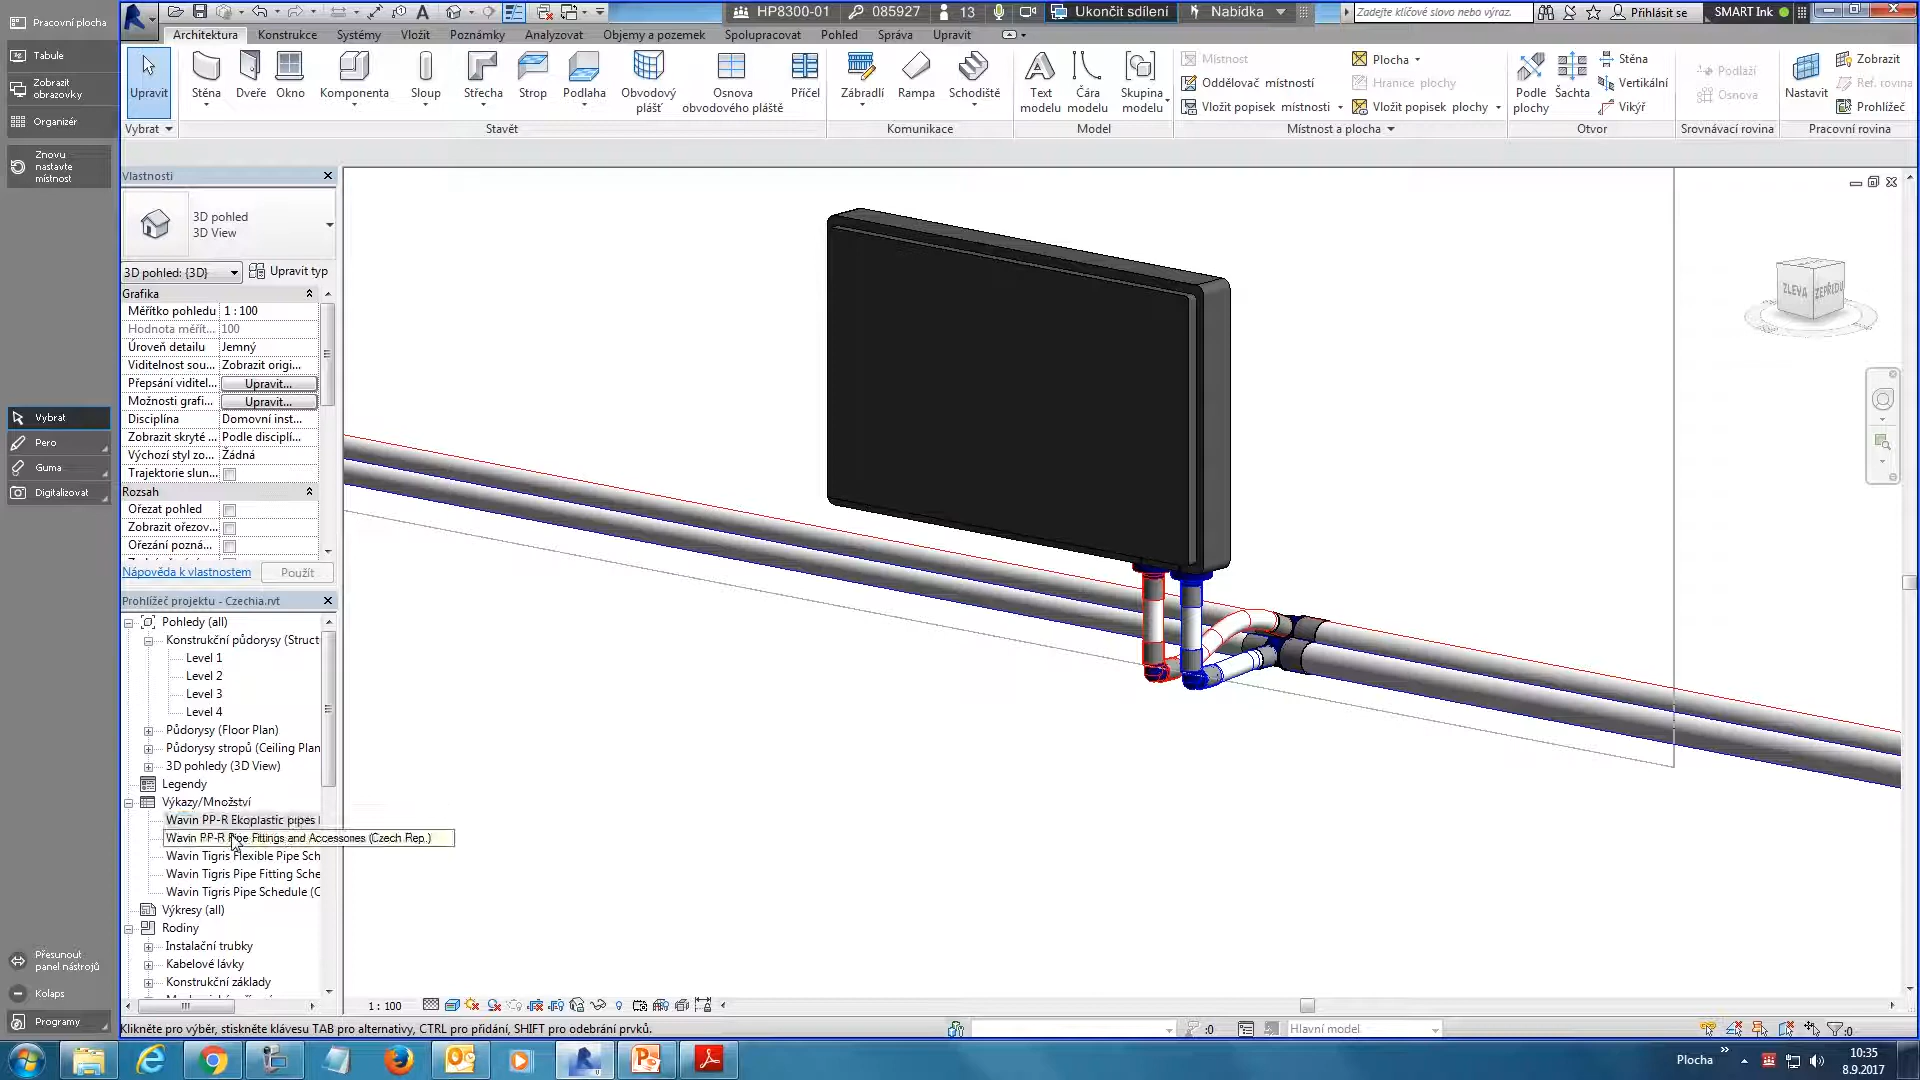 Pracovní plocha
Tabule
Zobrazit
obrazovky
Organizér
Znovu
nastavte
místnost
Vybrat
Pero
Guma
Digitalizovat
Přesunout
panel nástrojů
Kolaps
Programy
HP8300-01
085927
13
Ukončit sdílení
Nabídka
Zadejte klíčové slovo nebo výraz.
Přihlásit se
SMART Ink
Architektura
Konstrukce
Systémy
Vložit
Poznámky
Analyzovat
Objemy a pozemek
Spolupracovat
Pohled
Správa
Upravit
Upravit
Stěna
Dveře
Okno
Komponenta
Sloup
Střecha
Strop
Podlaha
Obvodový
plášť
Osnova
obvodového pláště
Příčel
Zábradlí
Rampa
Schodiště
Text
modelu
Čára
modelu
Skupina
modelu
Místnost
Oddělovač místností
Vložit popisek místnosti
Plocha
Hranice plochy
Vložit popisek plochy
Podle
plochy
Šachta
Stěna
Vertikální
Vikýř
Podlaží
Osnova
Nastavit
Zobrazit
Ref. rovina
Prohlížeč
Vybrat
Stavět
Komunikace
Model
Místnost a plocha
Otvor
Srovnávací rovina
Pracovní rovina
Vlastnosti
3D pohled
3D View
3D pohled: {3D}
Upravit typ
Grafika
Měřítko pohledu 1 : 100
Hodnota měřít... 100
Úroveň detailu Jemný
Viditelnost sou... Zobrazit origi...
Přepsání viditel... Upravit...
Možnosti grafi... Upravit...
Disciplína Domovní inst...
Zobrazit skryté ... Podle disciplí...
Výchozí styl zo... Žádná
Trajektorie slun...
Rozsah
Ořezat pohled
Zobrazit ořezov...
Ořezání pozná...
Nápověda k vlastnostem
Použít
Prohlížeč projektu - Czechia.rvt
Pohledy (all)
Konstrukční půdorysy (Struct
Level 1
Level 2
Level 3
Level 4
Půdorysy (Floor Plan)
Půdorysy stropů (Ceiling Plan
3D pohledy (3D View)
Legendy
Výkazy/Množství
Wavin PP-R Ekoplastic pipes
Wavin PP-R Pipe Fittings and Accessories (Czech Rep.)
Wavin Tigris Flexible Pipe Sch
Wavin Tigris Pipe Fitting Sche
Wavin Tigris Pipe Schedule (C
Výkresy (all)
Rodiny
Instalační trubky
Kabelové lávky
Konstrukční základy
ZLEVA
ZEPŘEDU
1 : 100
Klikněte pro výběr, stiskněte klávesu TAB pro alternativy, CTRL pro přidání, SHIFT pro odebrání prvků.
:0
Hlavní model
:0
Plocha
10:35
8.9.2017